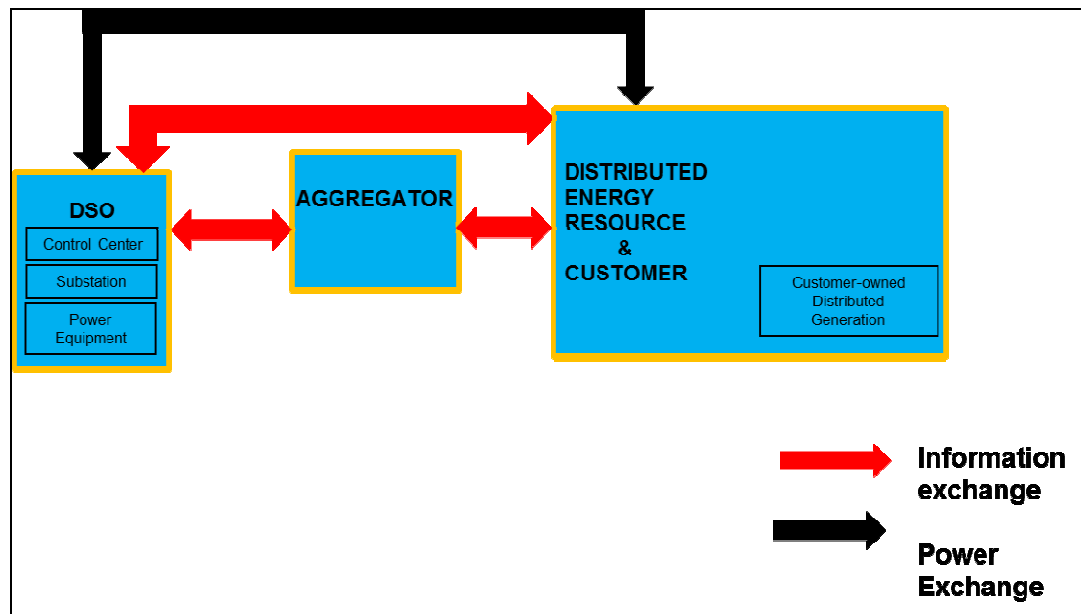 DSO
Control Center
Substation
Power
Equipment
AGGREGATOR
DISTRIBUTED
ENERGY
RESOURCE
&
CUSTOMER
Customer-owned
Distributed
Generation
Information
exchange
Power
Exchange